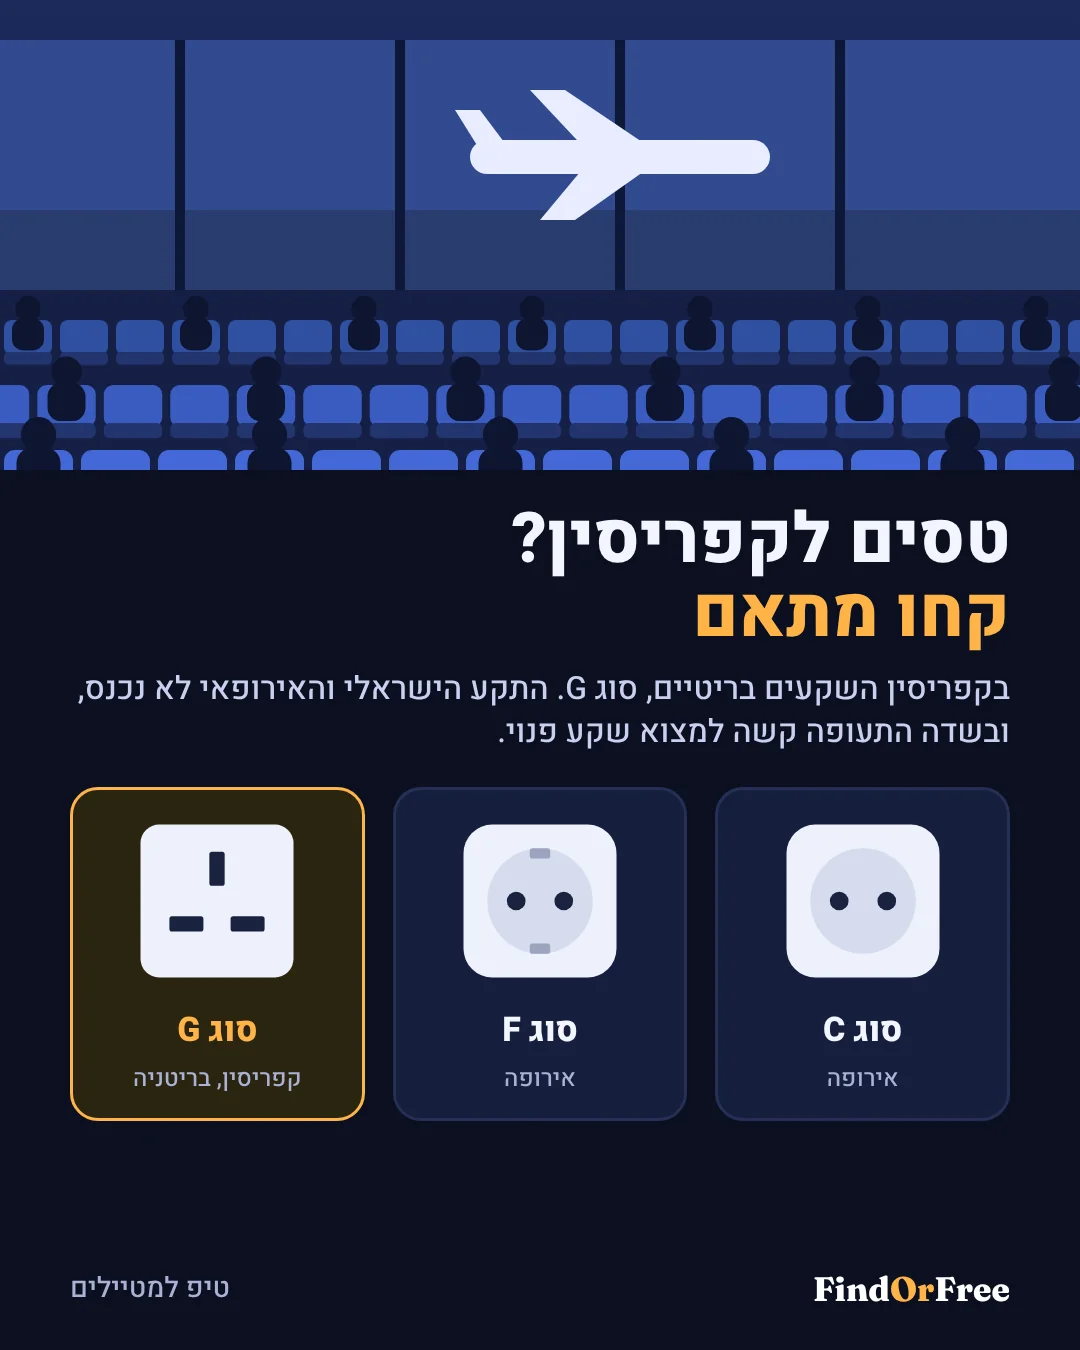 טסים לקפריסין?
קחו מתאם
בקפריסין השקעים בריטיים, סוג G. התקע הישראלי והאירופאי לא נכנס,
ובשדה התעופה קשה למצוא שקע פנוי.
סוג C
אירופה
סוג F
אירופה
סוג G
קפריסין, בריטניה
FindOrFree
טיפ למטיילים